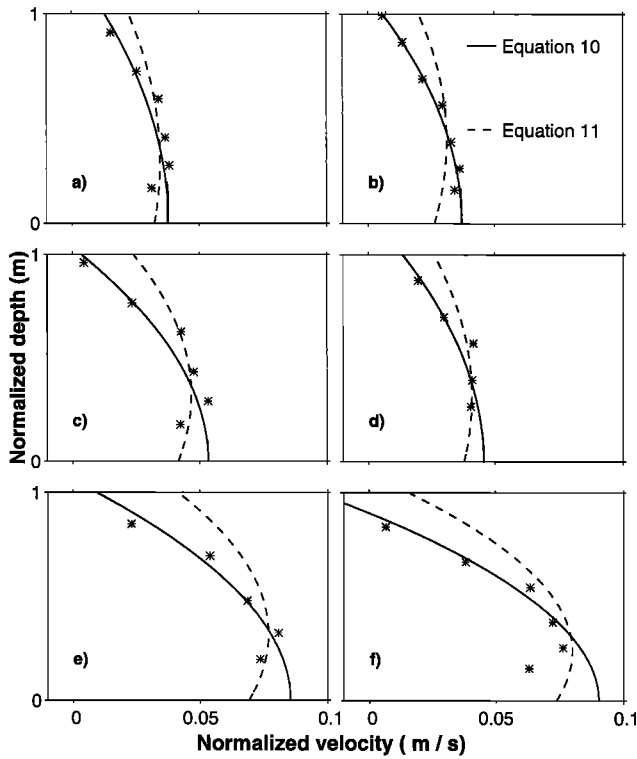 1
a)
0
b)
Equation 10
Equation 11
Normalized depth (m)
1
c)
0
d)
1
e)
0
f)
0
0.05
0.1
0
0.05
0.1
Normalized velocity ( m / s)